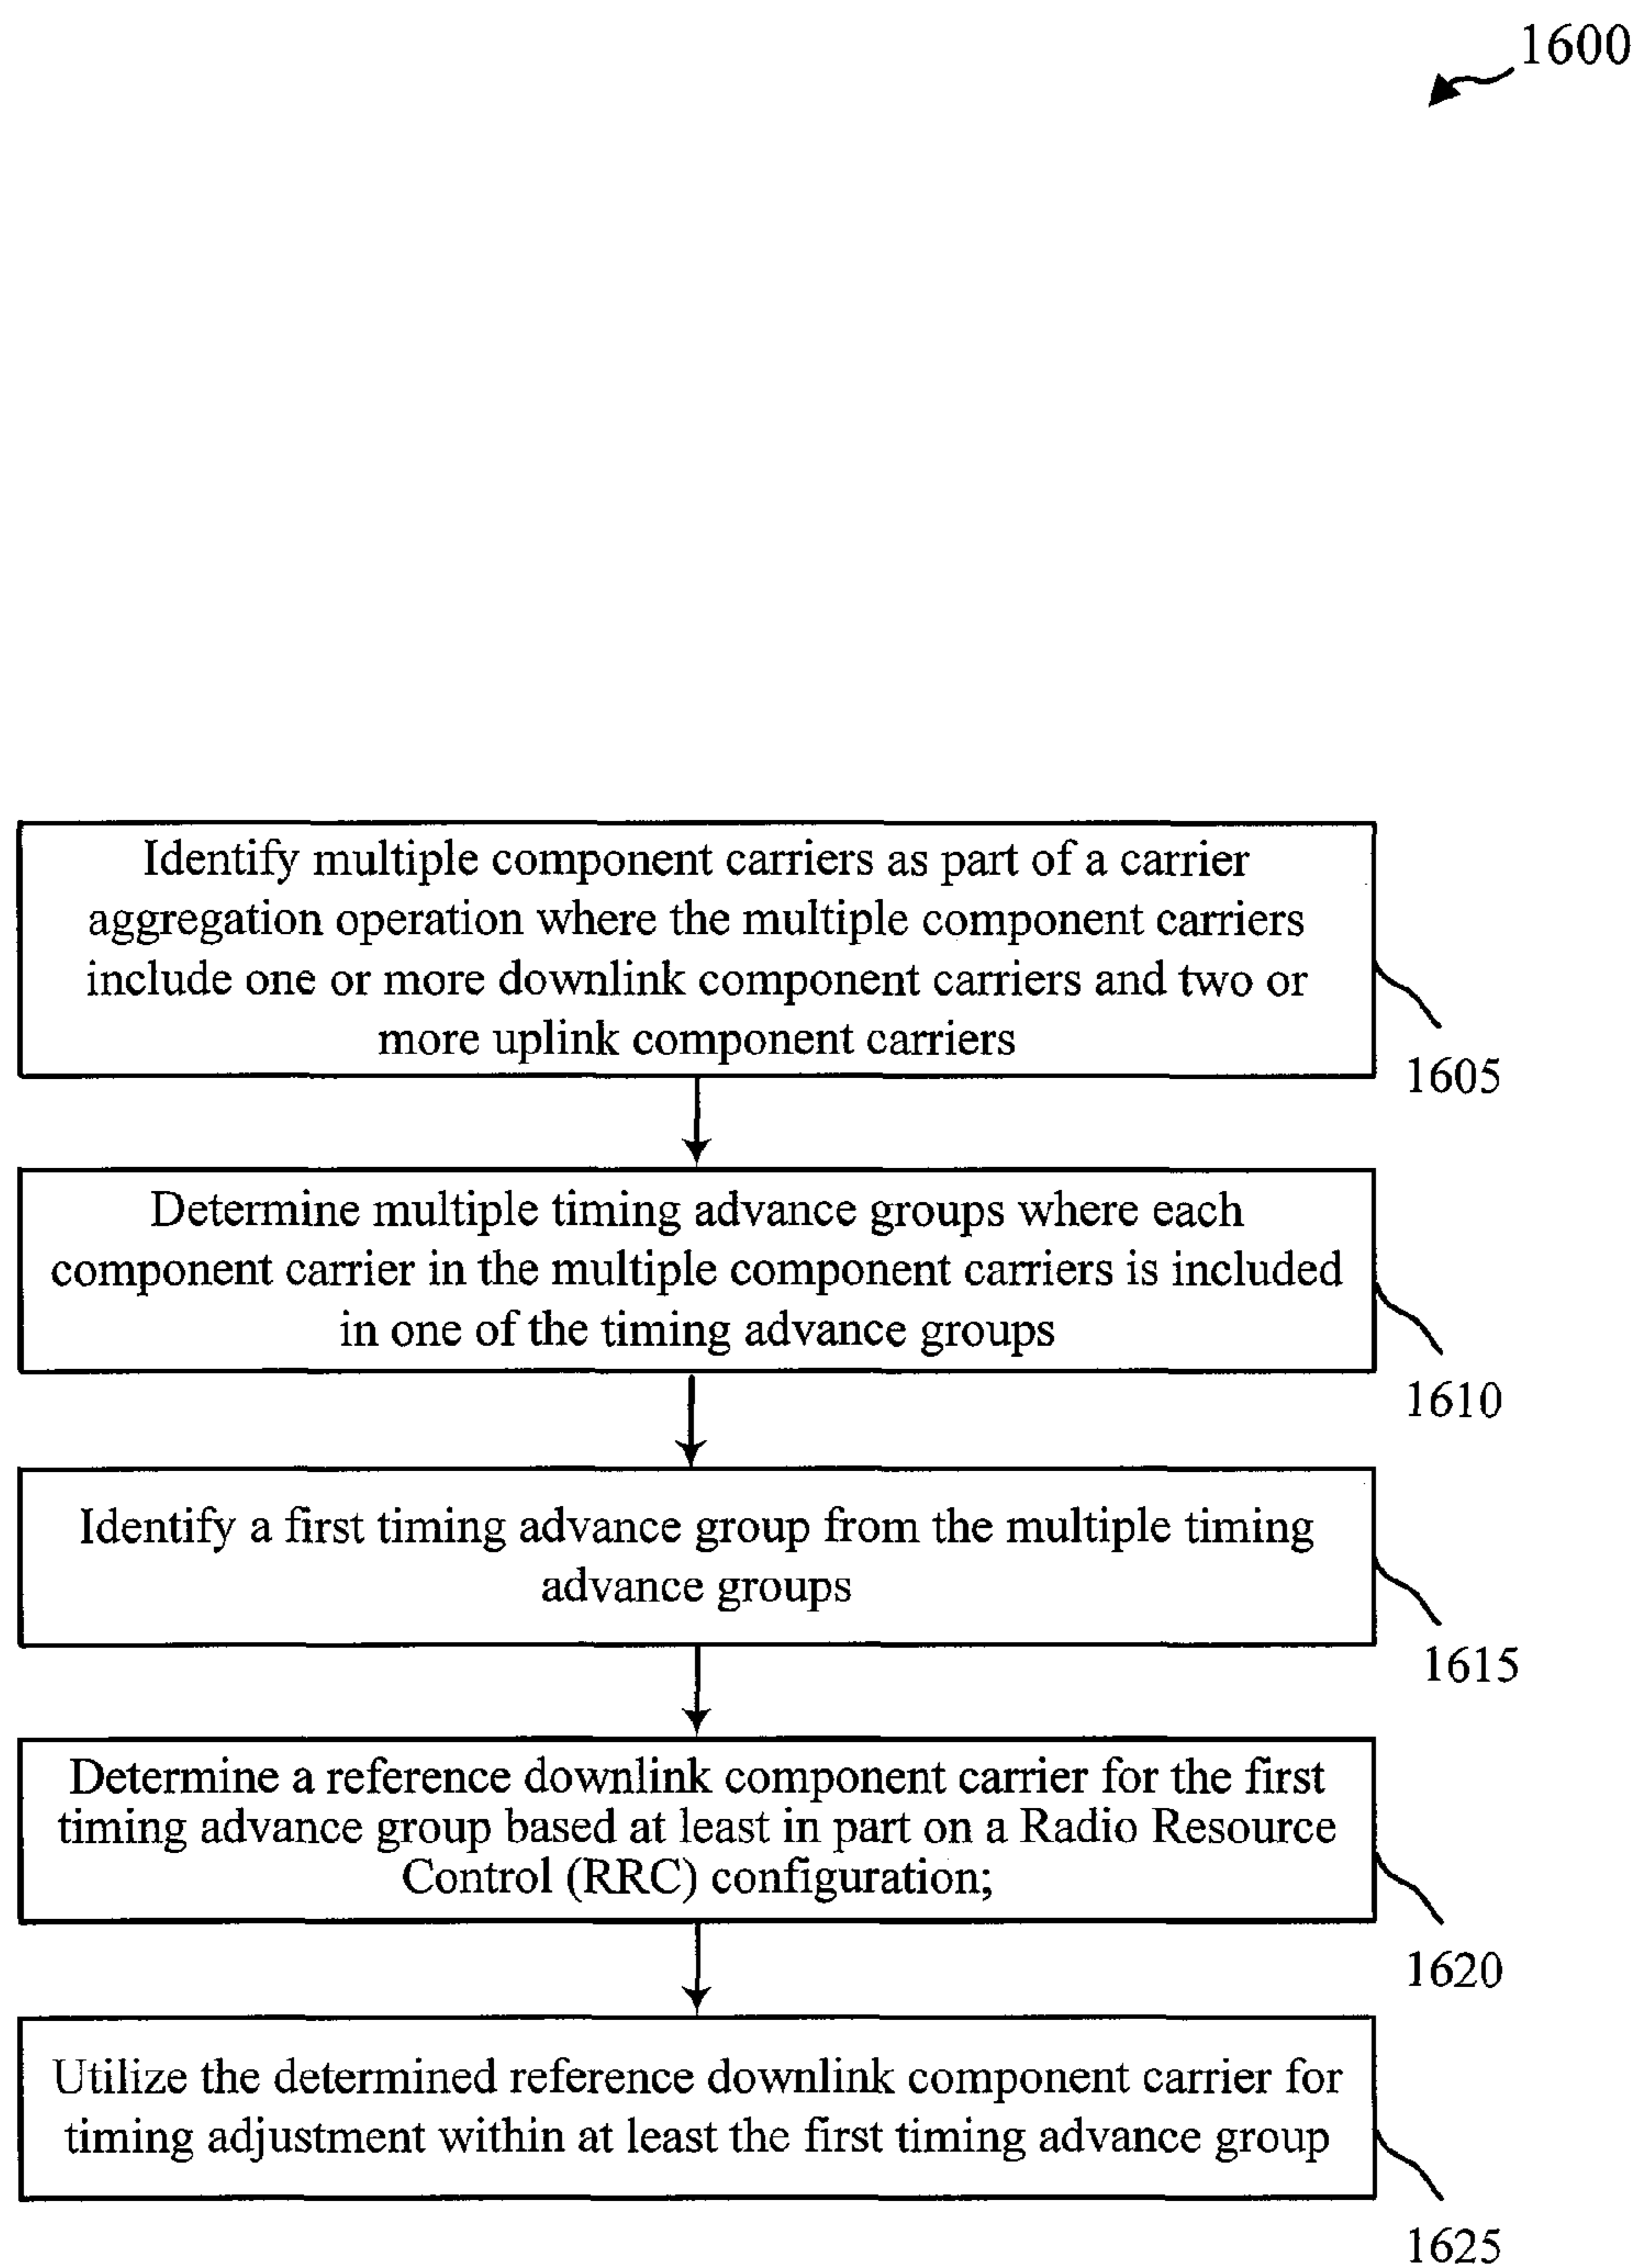 1600
Identify multiple component carriers as part of a carrier
aggregation operation where the multiple component carriers
include one or more downlink component carriers and two or
more uplink component carriers
1605
Determine multiple timing advance groups where each
component carrier in the multiple component carriers is included
in one of the timing advance groups
1610
Identify a first timing advance group from the multiple timing
advance groups
1615
Determine a reference downlink component carrier for the first
timing advance group based at least in part on a Radio Resource
Control (RRC) configuration;
1620
Utilize the determined reference downlink component carrier for
timing adjustment within at least the first timing advance group
1625